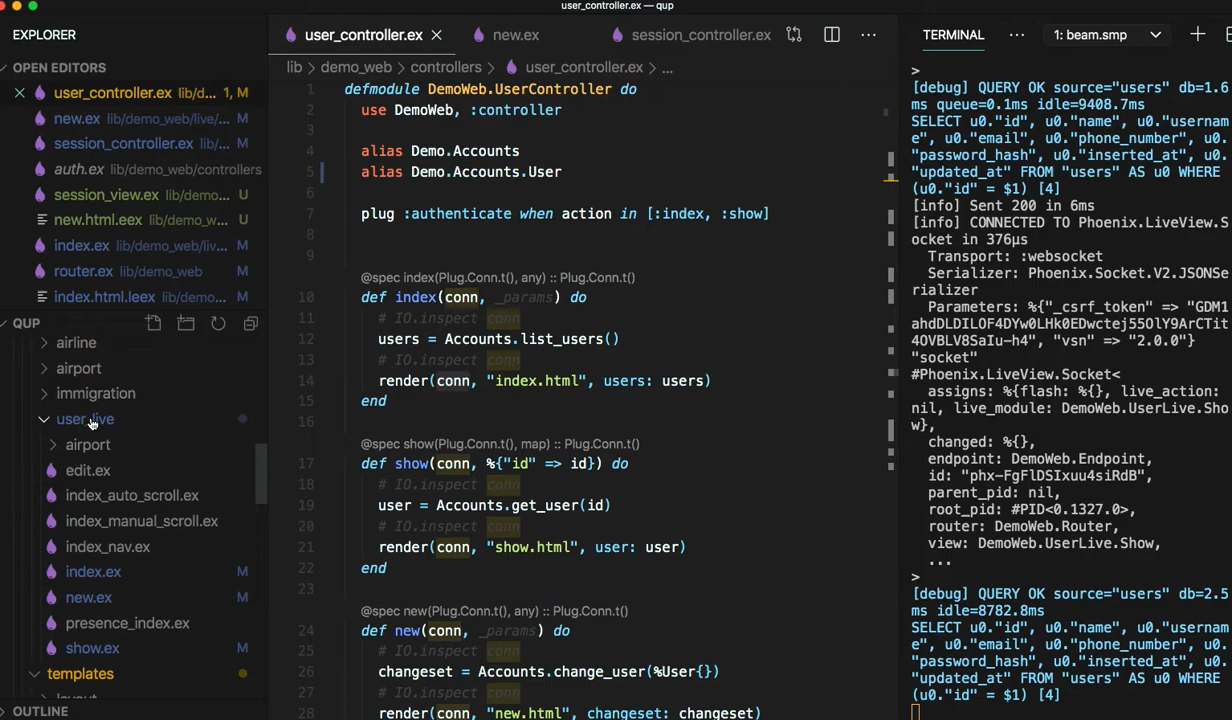 user_controller.ex — qup
EXPLORER
OPEN EDITORS
user_controller.ex lib/d... 1, M
new.ex lib/demo_web/live/... M
session_controller.ex lib/... M
auth.ex lib/demo_web/controllers
session_view.ex lib/demo... U
new.html.eex lib/demo_w... U
index.ex lib/demo_web/liv... M
router.ex lib/demo_web M
index.html.leex lib/demo... M
QUP
airline
airport
immigration
user_live
airport
edit.ex
index_auto_scroll.ex
index_manual_scroll.ex
index_nav.ex
index.ex M
new.ex M
presence_index.ex
show.ex M
templates
OUTLINE
user_controller.ex new.ex session_controller.ex
lib > demo_web > controllers > user_controller.ex > ...
1 defmodule DemoWeb.UserController do
2 use DemoWeb, :controller
3
4 alias Demo.Accounts
5 alias Demo.Accounts.User
6
7 plug :authenticate when action in [:index, :show]
8
9
@spec index(Plug.Conn.t(), any) :: Plug.Conn.t()
10 def index(conn, _params) do
11 # IO.inspect conn
12 users = Accounts.list_users()
13 # IO.inspect conn
14 render(conn, "index.html", users: users)
15 end
16
@spec show(Plug.Conn.t(), map) :: Plug.Conn.t()
17 def show(conn, %{"id" => id}) do
18 # IO.inspect conn
19 user = Accounts.get_user(id)
20 # IO.inspect conn
21 render(conn, "show.html", user: user)
22 end
23
@spec new(Plug.Conn.t(), any) :: Plug.Conn.t()
24 def new(conn, _params) do
25 # IO.inspect conn
26 changeset = Accounts.change_user(%User{})
27 # IO.inspect conn
28 render(conn, "new.html", changeset: changeset)
TERMINAL ... 1: beam.smp
>
[debug] QUERY OK source="users" db=1.6
ms queue=0.1ms idle=9408.7ms
SELECT u0."id", u0."name", u0."usernam
e", u0."email", u0."phone_number", u0.
"password_hash", u0."inserted_at", u0.
"updated_at" FROM "users" AS u0 WHERE
(u0."id" = $1) [4]
[info] Sent 200 in 6ms
[info] CONNECTED TO Phoenix.LiveView.S
ocket in 376µs
Transport: :websocket
Serializer: Phoenix.Socket.V2.JSONSe
rializer
Parameters: %{"_csrf_token" => "GDM1
ahdDLDILOF4DYw0LHk0EDwctej55OlY9ArCTit
4OVBLV8SaIu-h4", "vsn" => "2.0.0"}
"socket"
#Phoenix.LiveView.Socket<
assigns: %{flash: %{}, live_action:
nil, live_module: DemoWeb.UserLive.Sho
w},
changed: %{},
endpoint: DemoWeb.Endpoint,
id: "phx-FgFlDSIxuu4siRdB",
parent_pid: nil,
root_pid: #PID<0.1327.0>,
router: DemoWeb.Router,
view: DemoWeb.UserLive.Show,
...
>
[debug] QUERY OK source="users" db=2.5
ms idle=8782.8ms
SELECT u0."id", u0."name", u0."usernam
e", u0."email", u0."phone_number", u0.
"password_hash", u0."inserted_at", u0.
"updated_at" FROM "users" AS u0 WHERE
(u0."id" = $1) [4]